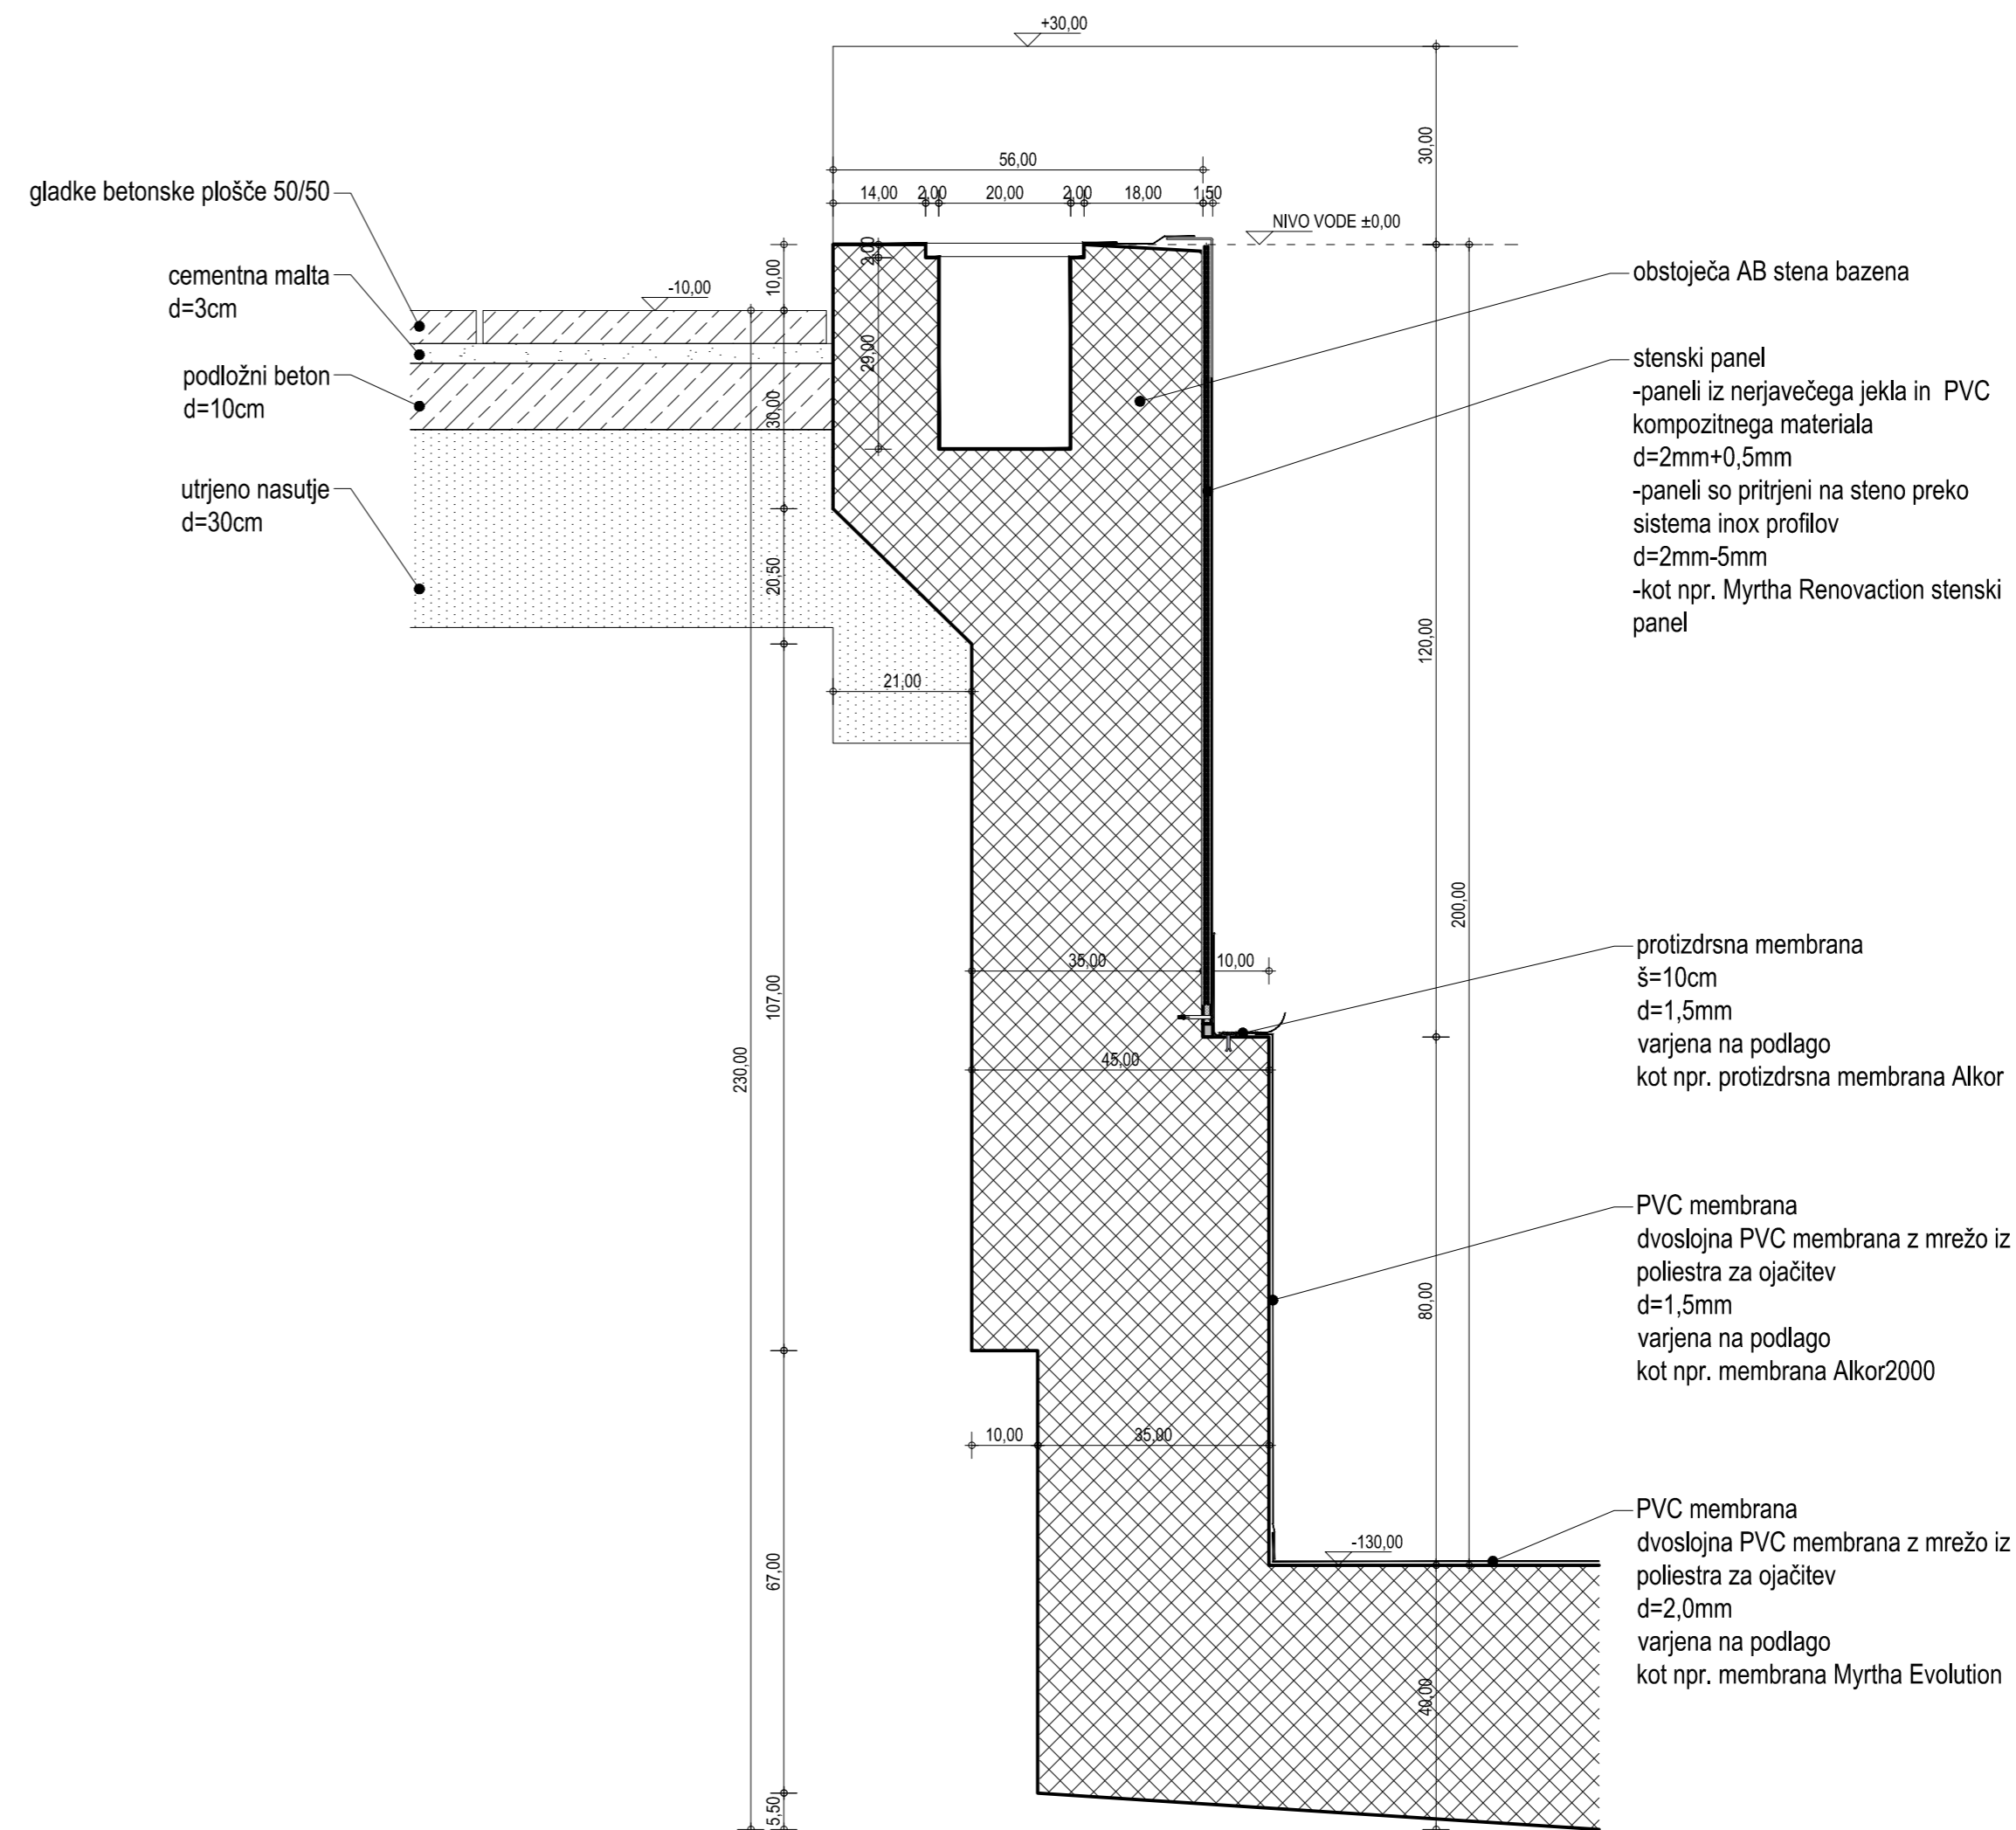 +30,00
30,00
56,00
14,00 2,00 20,00 2,00 18,00 1,50
NIVO VODE ±0,00
gladke betonske plošče 50/50
cementna malta
d=3cm
podložni beton
d=10cm
utrjeno nasutje
d=30cm
-10,00
10,00
2,00
29,00
30,00
20,50
21,00
107,00
230,00
67,00
5,50
35,00
10,00
45,00
10,00
35,00
120,00
200,00
80,00
-130,00
40,00
obstoječa AB stena bazena
stenski panel
-paneli iz nerjavečega jekla in PVC
kompozitnega materiala
d=2mm+0,5mm
-paneli so pritrjeni na steno preko
sistema inox profilov
d=2mm-5mm
-kot npr. Myrtha Renovaction stenski
panel
protizdrsna membrana
š=10cm
d=1,5mm
varjena na podlago
kot npr. protizdrsna membrana Alkor
PVC membrana
dvoslojna PVC membrana z mrežo iz
poliestra za ojačitev
d=1,5mm
varjena na podlago
kot npr. membrana Alkor2000
PVC membrana
dvoslojna PVC membrana z mrežo iz
poliestra za ojačitev
d=2,0mm
varjena na podlago
kot npr. membrana Myrtha Evolution